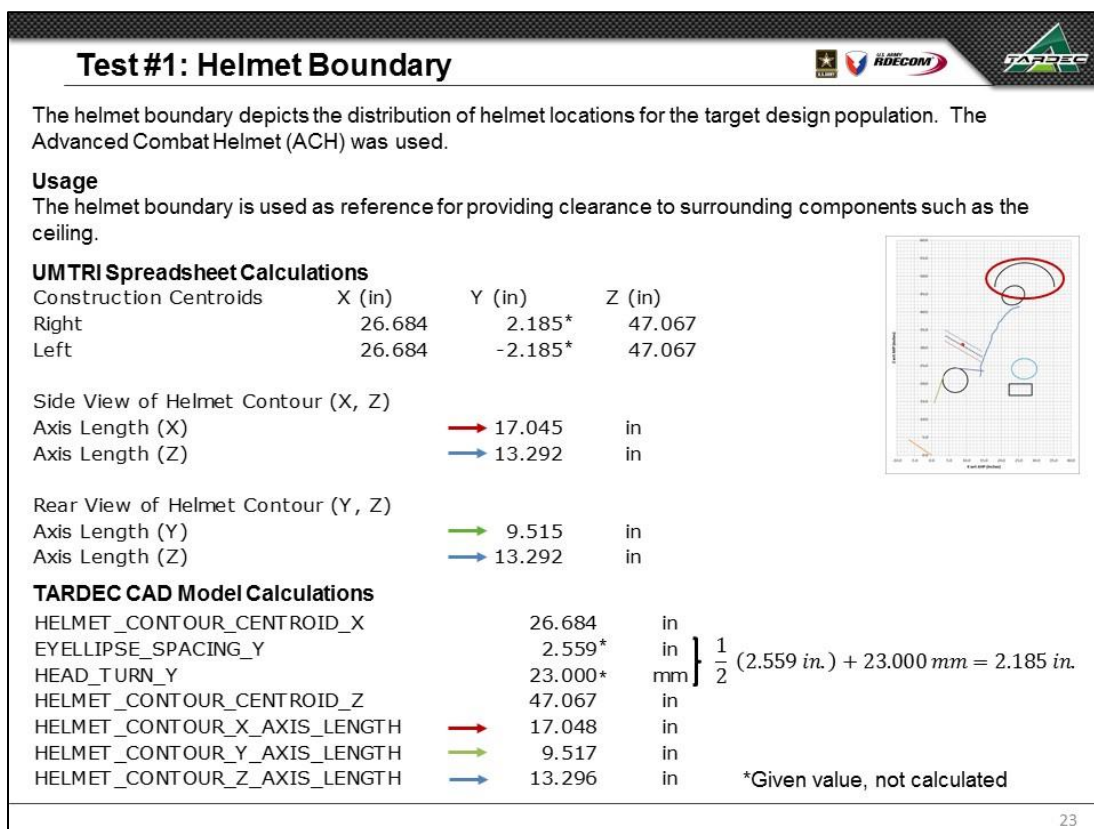 Test #1: Helmet Boundary
U.S. ARMY
U.S. ARMY
RDECOM
TARDEC
The helmet boundary depicts the distribution of helmet locations for the target design population. The
Advanced Combat Helmet (ACH) was used.
Usage
The helmet boundary is used as reference for providing clearance to surrounding components such as the
ceiling.
UMTRI Spreadsheet Calculations
Construction Centroids X (in) Y (in) Z (in)
Right 26.684 2.185* 47.067
Left 26.684 -2.185* 47.067
Side View of Helmet Contour (X, Z)
Axis Length (X) 17.045 in
Axis Length (Z) 13.292 in
Rear View of Helmet Contour (Y, Z)
Axis Length (Y) 9.515 in
Axis Length (Z) 13.292 in
TARDEC CAD Model Calculations
HELMET_CONTOUR_CENTROID_X 26.684 in
EYELLIPSE_SPACING_Y 2.559* in
HEAD_TURN_Y 23.000* mm
1/2 (2.559 in.) + 23.000 mm = 2.185 in.
HELMET_CONTOUR_CENTROID_Z 47.067 in
HELMET_CONTOUR_X_AXIS_LENGTH 17.048 in
HELMET_CONTOUR_Y_AXIS_LENGTH 9.517 in
HELMET_CONTOUR_Z_AXIS_LENGTH 13.296 in
*Given value, not calculated
23